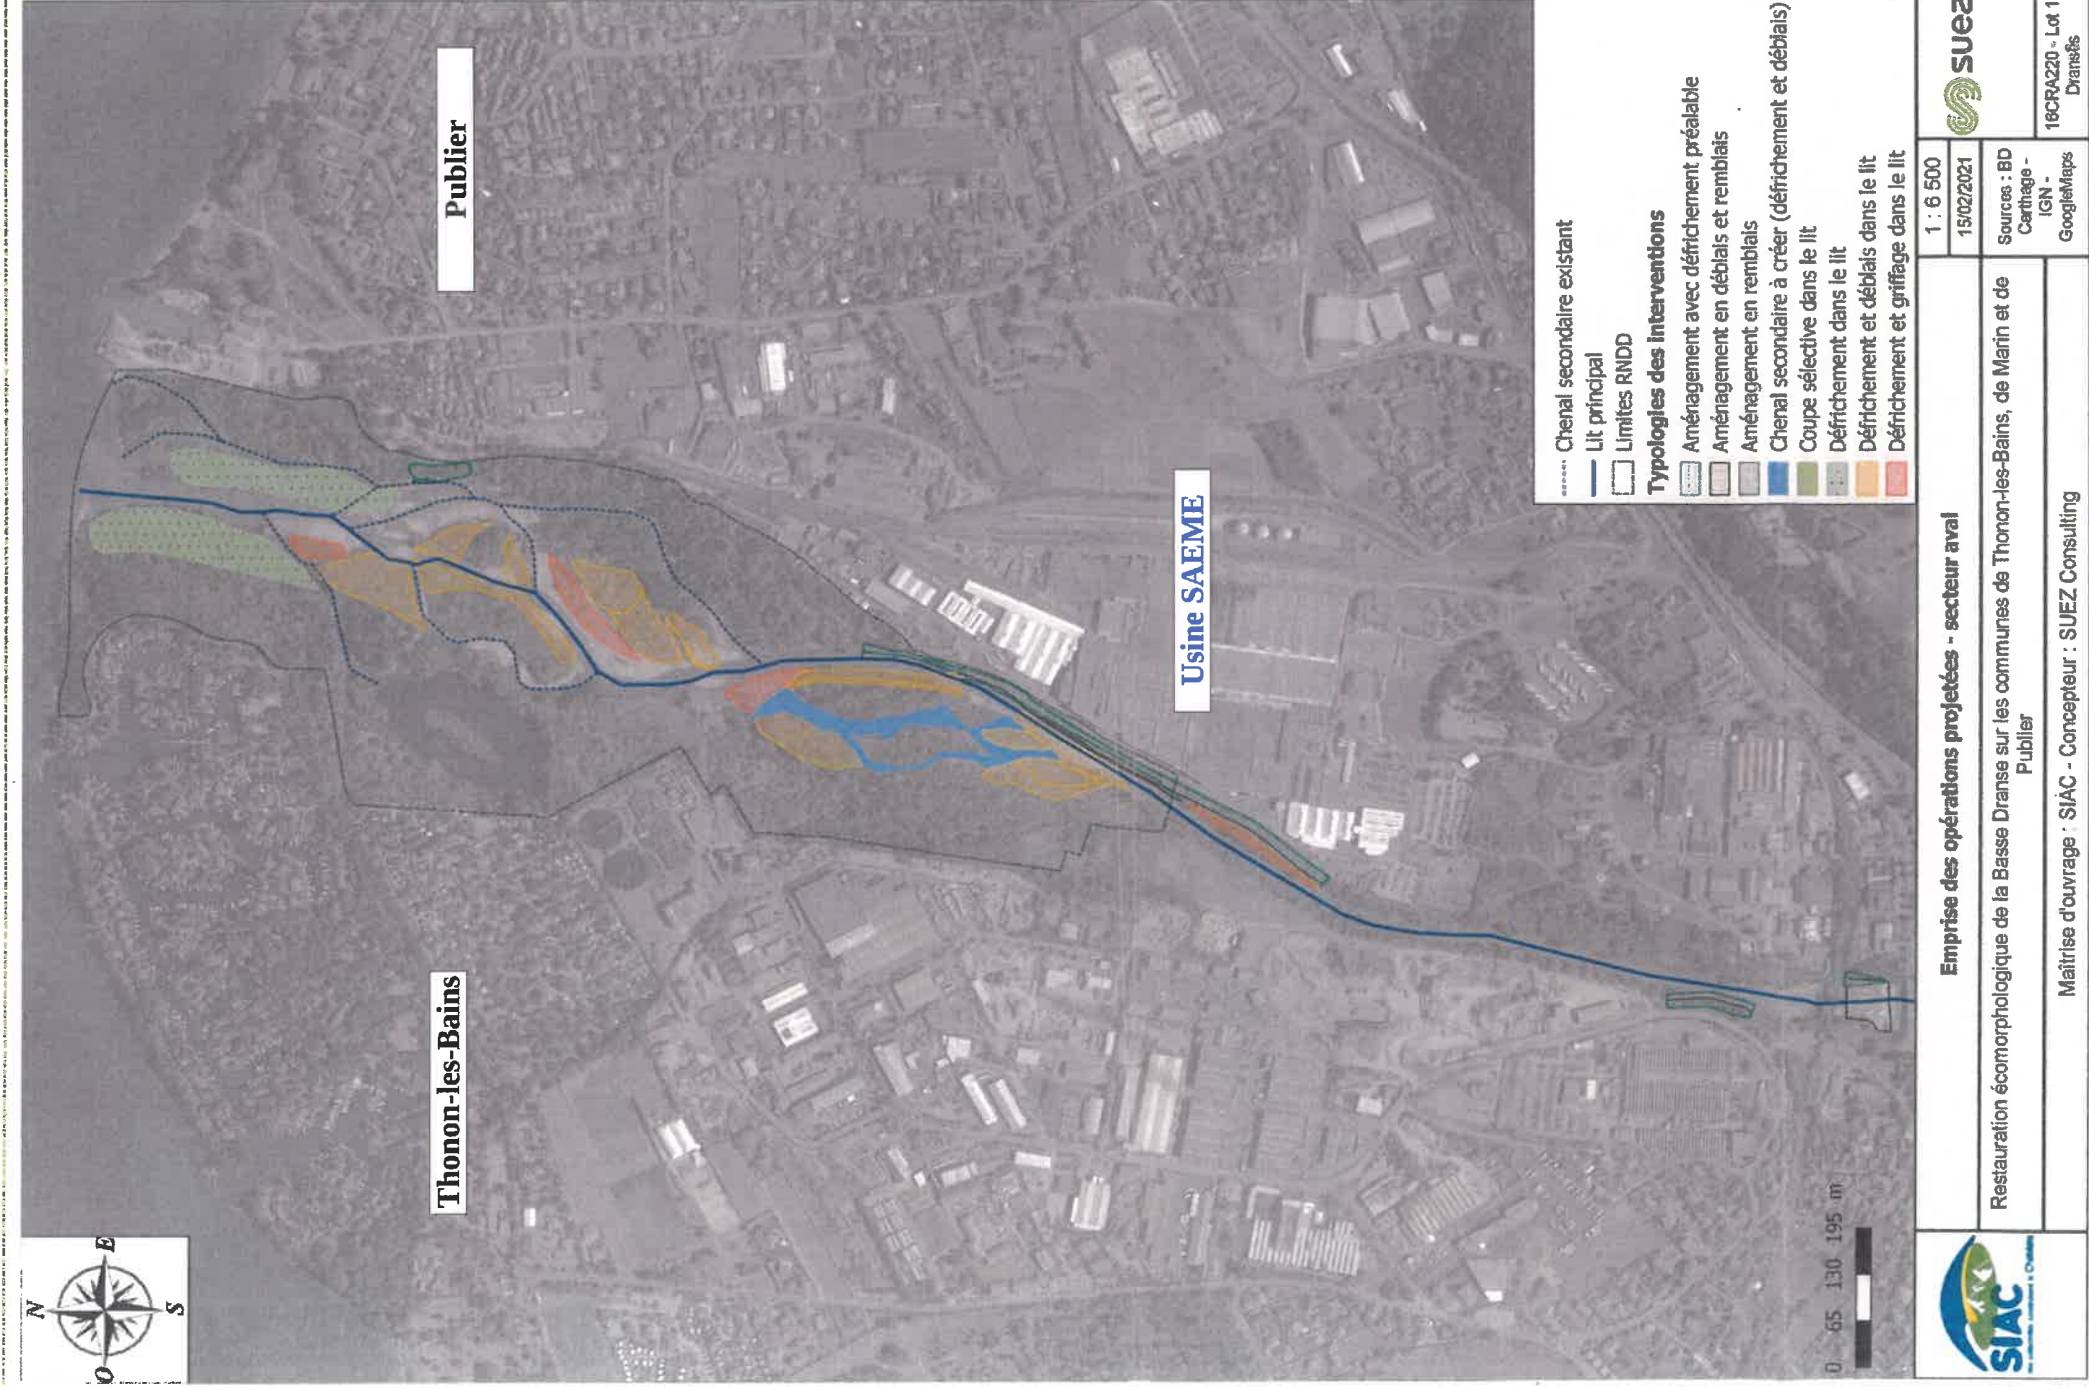 N
E
S
O
Thonon-les-Bains
Publier
Usine SAEME
0 65 130 195 m
Chenal secondaire existant
Lit principal
Limites RNDD
Typologies des interventions
Aménagement avec défrichement préalable
Aménagement en déblais et remblais
Aménagement en remblais
Chenal secondaire à créer (défrichement et déblais)
Coupe sélective dans le lit
Défrichement dans le lit
Défrichement et déblais dans le lit
Défrichement et griffage dans le lit
SIAC
Emprise des opérations projetées - secteur aval
Restauration écomorphologique de la Basse Dranse sur les communes de Thonon-les-Bains, de Marin et de
Publier
Maîtrise d'ouvrage : SIAC - Concepteur : SUEZ Consulting
1 : 6 500
15/02/2021
Sources : BD
Carthage -
IGN -
GoogleMaps
suez
16CRA220 - Lot 1
Dranses